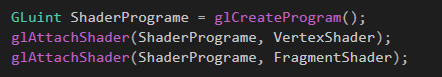 GLuint ShaderPrograme = glCreateProgram();
glAttachShader(ShaderPrograme, VertexShader);
glAttachShader(ShaderPrograme, FragmentShader);